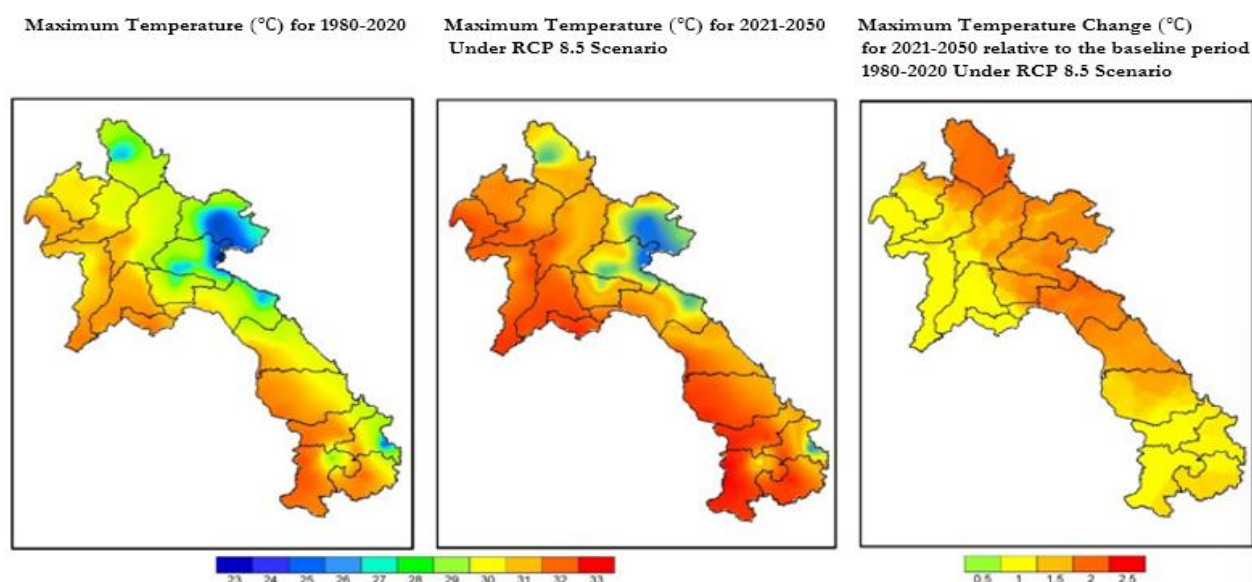 Maximum Temperature (℃) for 1980-2020
Maximum Temperature (℃) for 2021-2050
Under RCP 8.5 Scenario
Maximum Temperature Change (℃)
for 2021-2050 relative to the baseline period
1980-2020 Under RCP 8.5 Scenario
23 24 25 26 27 28 29 30 31 32 33
0.5 1 1.5 2 2.5